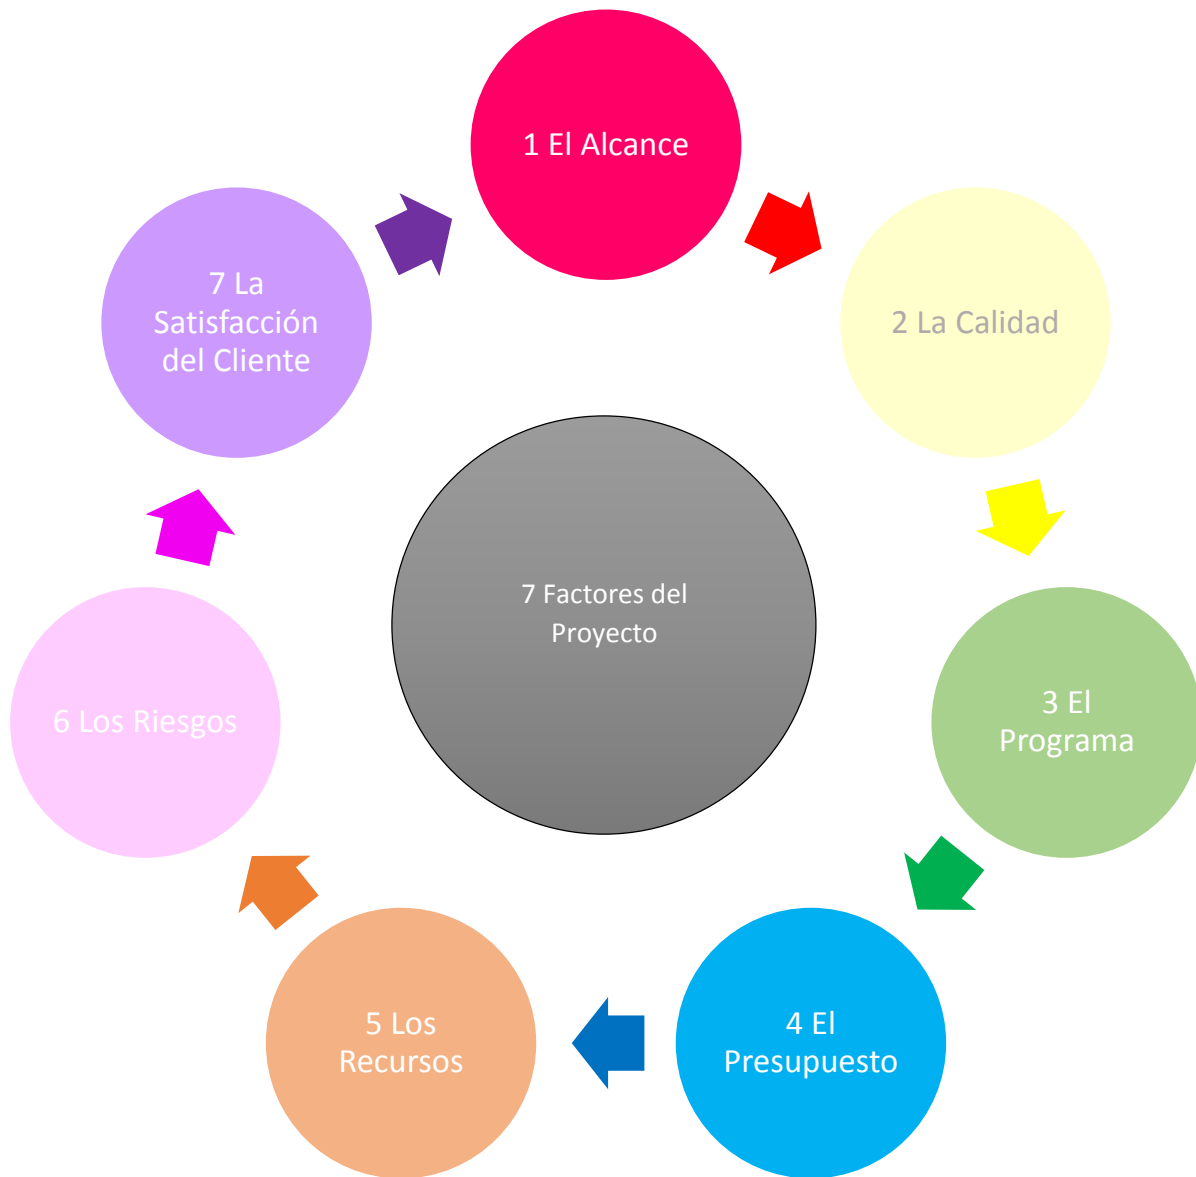 1 El Alcance
2 La Calidad
3 El
Programa
4 El
Presupuesto
5 Los
Recursos
6 Los Riesgos
7 La
Satisfacción
del Cliente
7 Factores del
Proyecto